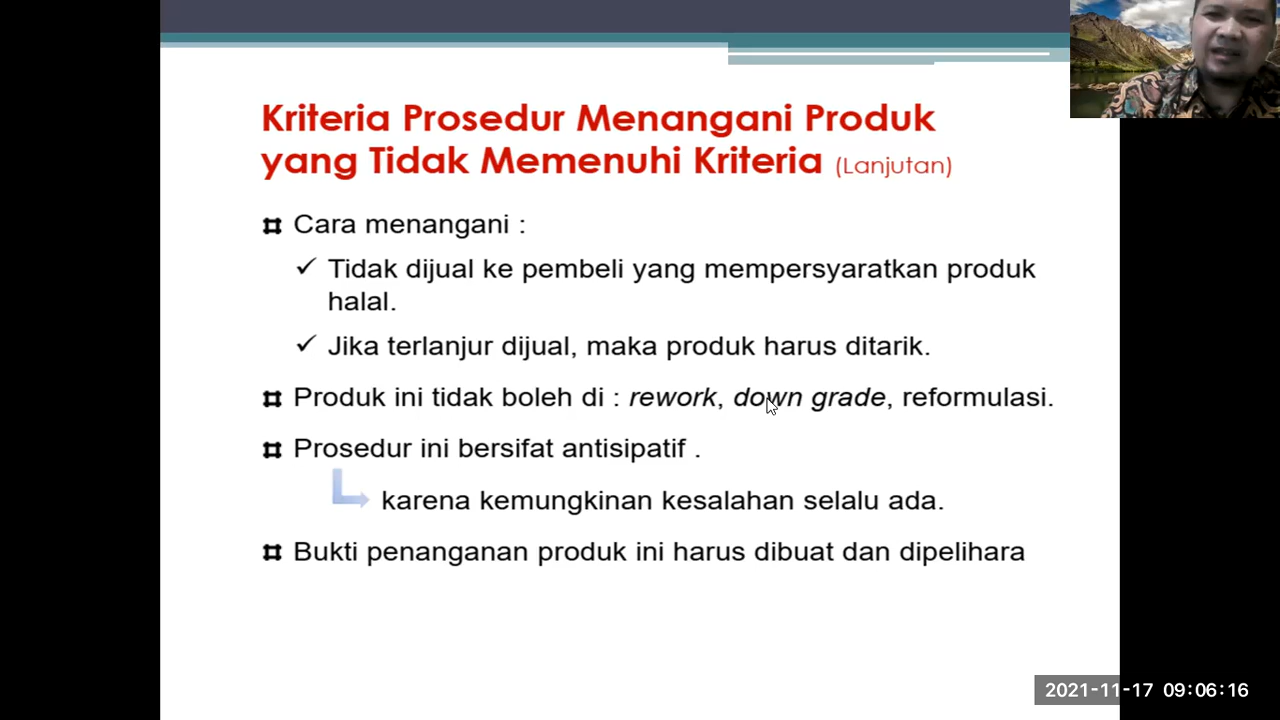 Kriteria Prosedur Menangani Produk
yang Tidak Memenuhi Kriteria (Lanjutan)
Cara menangani :
Tidak dijual ke pembeli yang mempersyaratkan produk
halal.
Jika terlanjur dijual, maka produk harus ditarik.
Produk ini tidak boleh di : rework, down grade, reformulasi.
Prosedur ini bersifat antisipatif .
karena kemungkinan kesalahan selalu ada.
Bukti penanganan produk ini harus dibuat dan dipelihara
2021-11-17 09:06:16